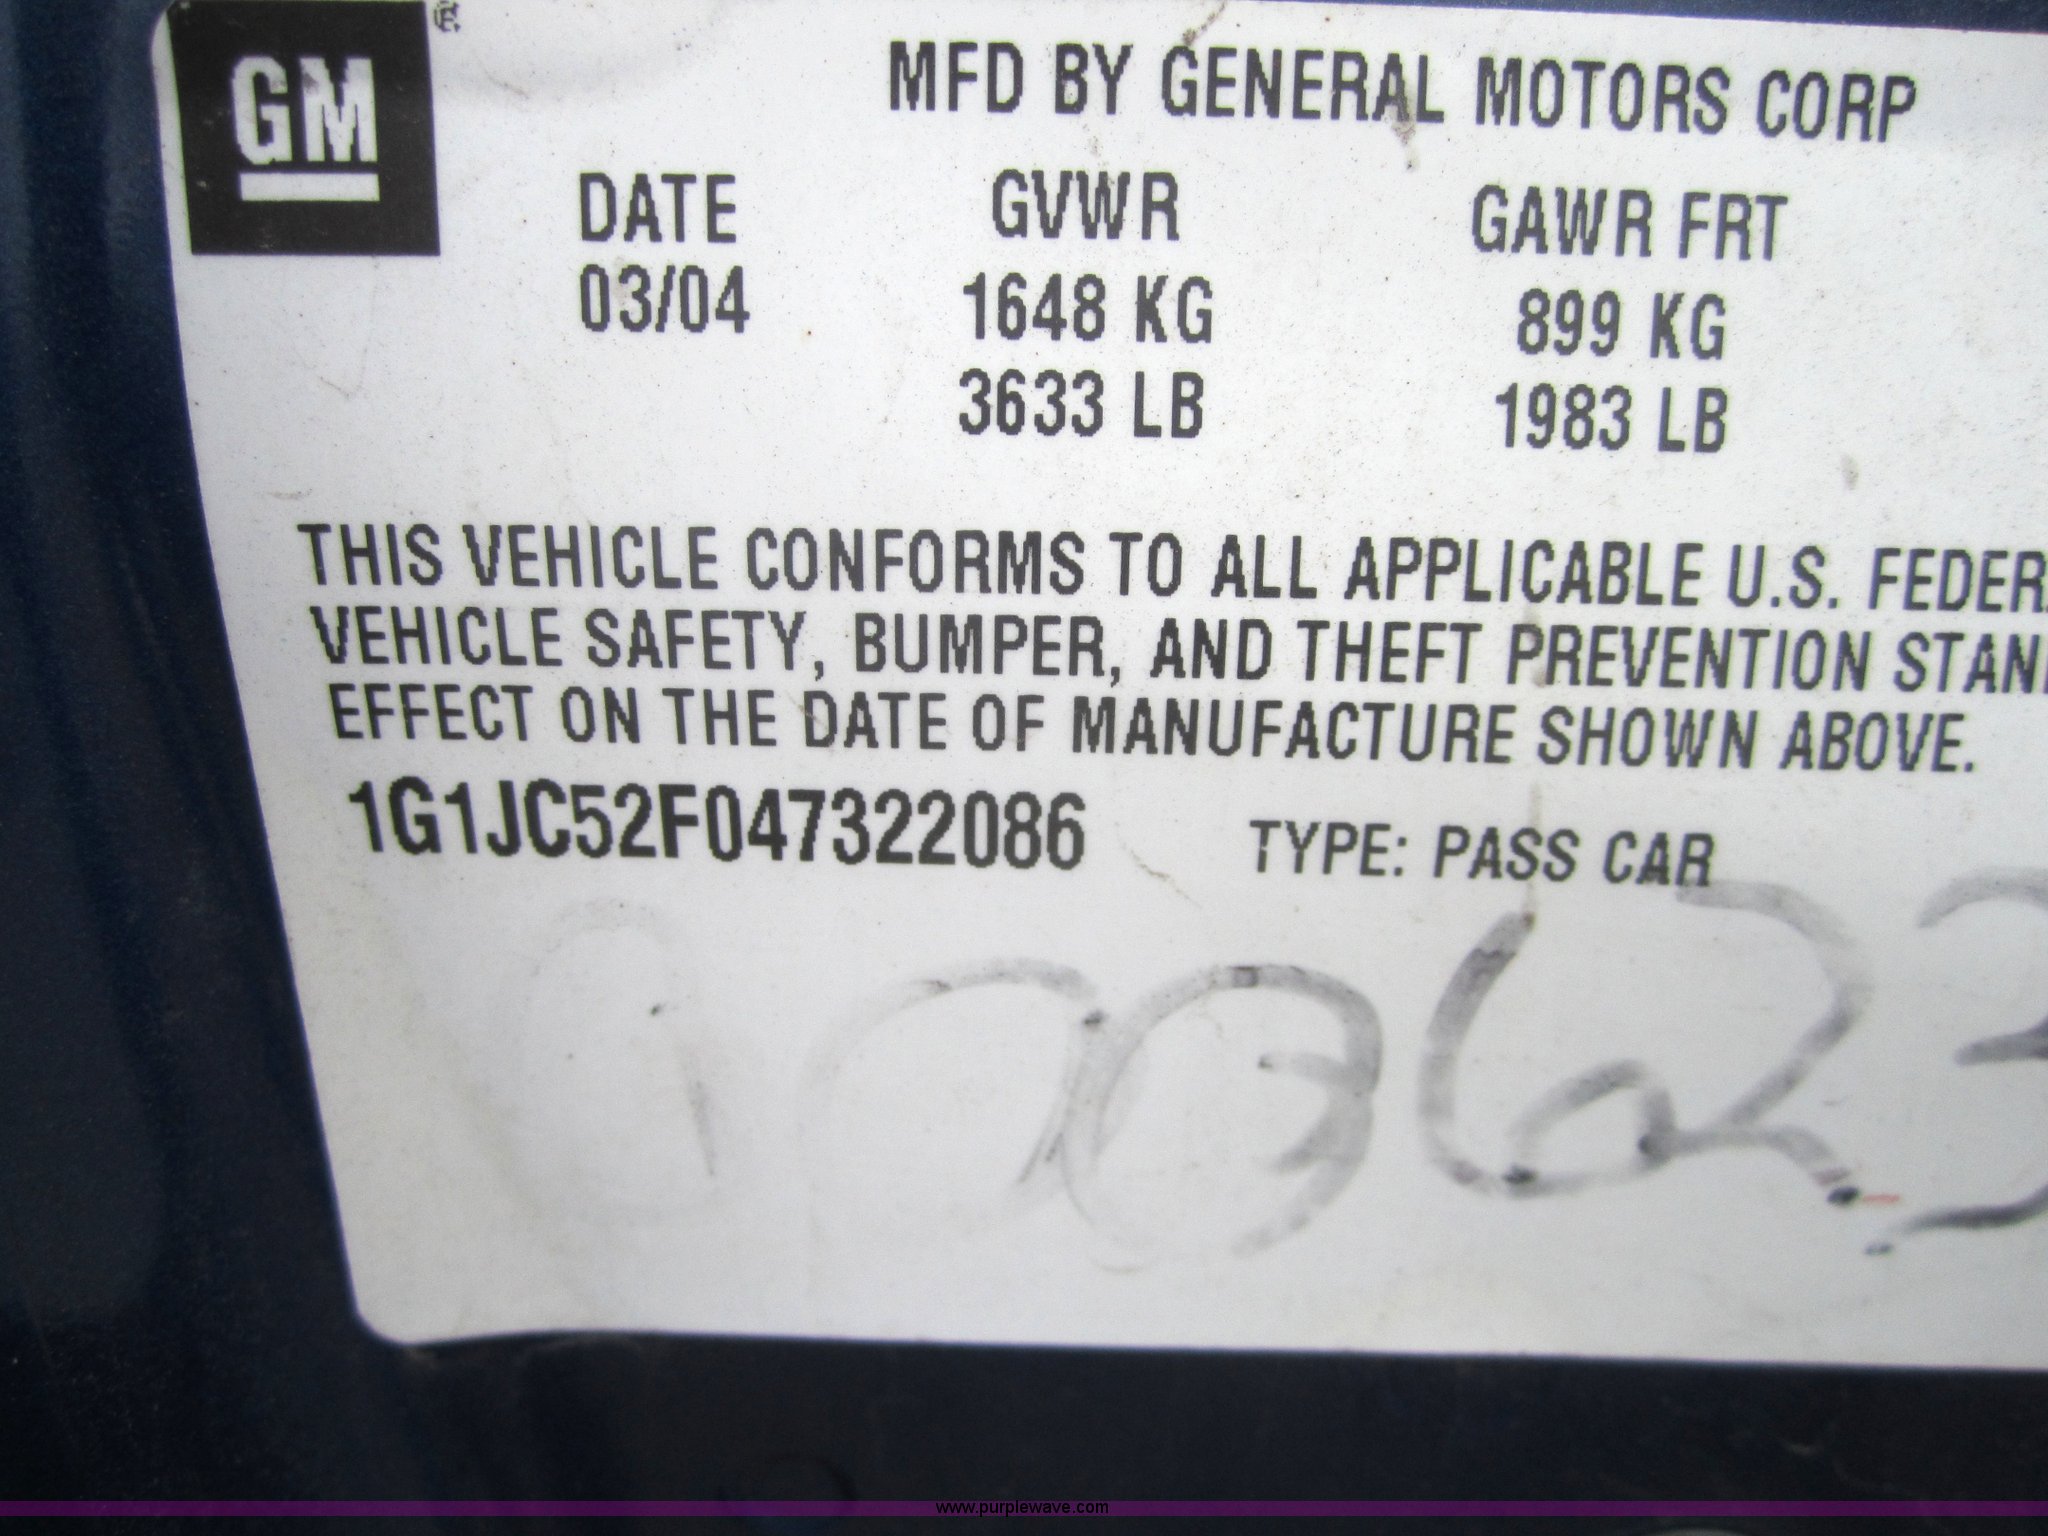 GM
MFD BY GENERAL MOTORS CORP
DATE GVWR GAWR FRT
03/04 1648 KG 899 KG
3633 LB 1983 LB
THIS VEHICLE CONFORMS TO ALL APPLICABLE U.S. FEDER
VEHICLE SAFETY, BUMPER, AND THEFT PREVENTION STAN
EFFECT ON THE DATE OF MANUFACTURE SHOWN ABOVE.
1G1JC52F047322086 TYPE: PASS CAR
www.purplewave.com